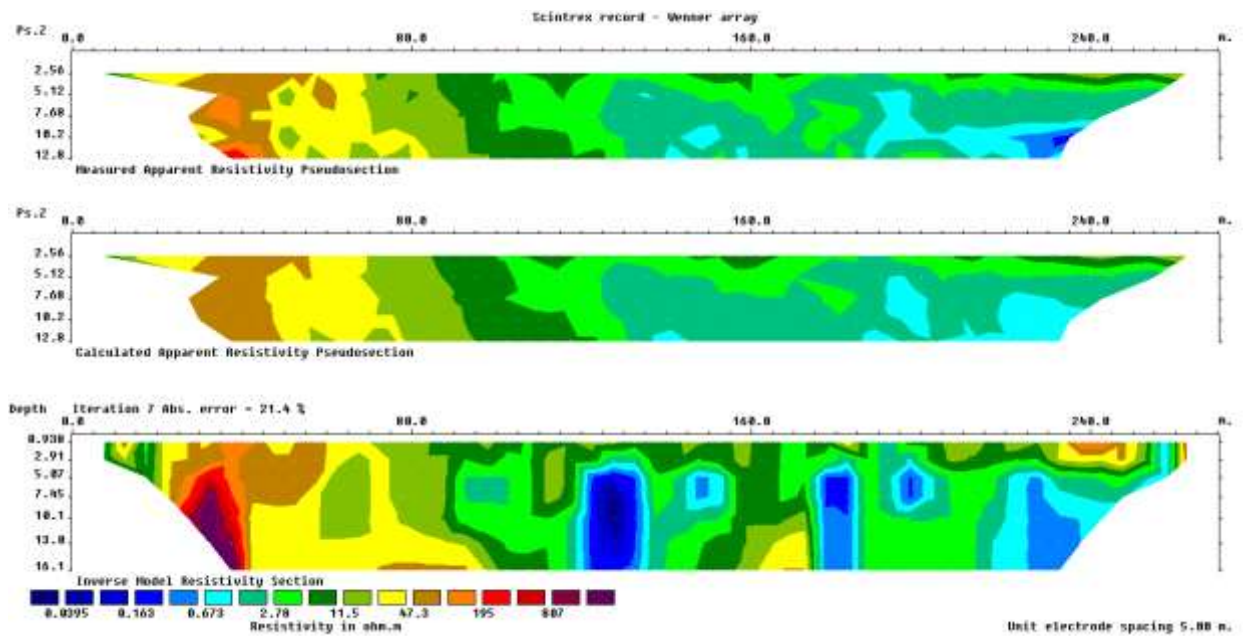 Scintrex record - Wenner array
Ps.Z 0.0 80.0 160.0 240.0 m.
2.56
5.12
7.68
10.2
12.8
Measured Apparent Resistivity Pseudosection
Ps.Z 0.0 80.0 160.0 240.0 m.
2.56
5.12
7.68
10.2
12.8
Calculated Apparent Resistivity Pseudosection
Depth Iteration 7 Abs. error = 21.4 %
0.0 80.0 160.0 240.0 m.
0.938
2.91
5.07
7.45
10.1
13.0
16.1
Inverse Model Resistivity Section
0.0395 0.163 0.673 2.78 11.5 47.3 195 807
Resistivity in ohm.m
Unit electrode spacing 5.00 m.